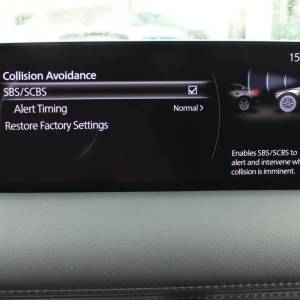 15
Collision Avoidance
SBS/SCBS
Alert Timing
Normal >
Restore Factory Settings
Enables SBS/SCBS to
alert and intervene
collision is imminent.